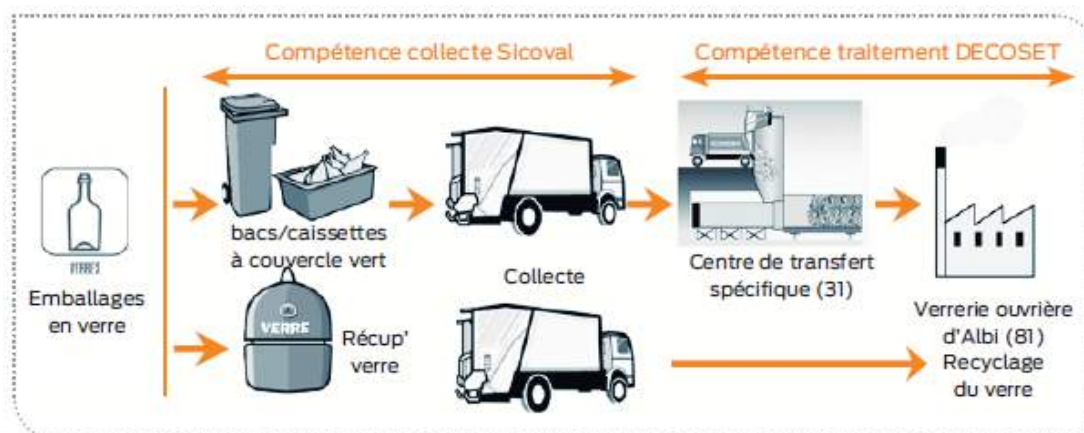 Compétence collecte Sicoval
Compétence traitement DECOSET
VERRES
Emballages
en verre
bacs/caissettes
à couvercle vert
VERRE
Récup'
verre
Collecte
Centre de transfert
spécifique (31)
Verrerie ouvrière
d'Albi (81)
Recyclage
du verre